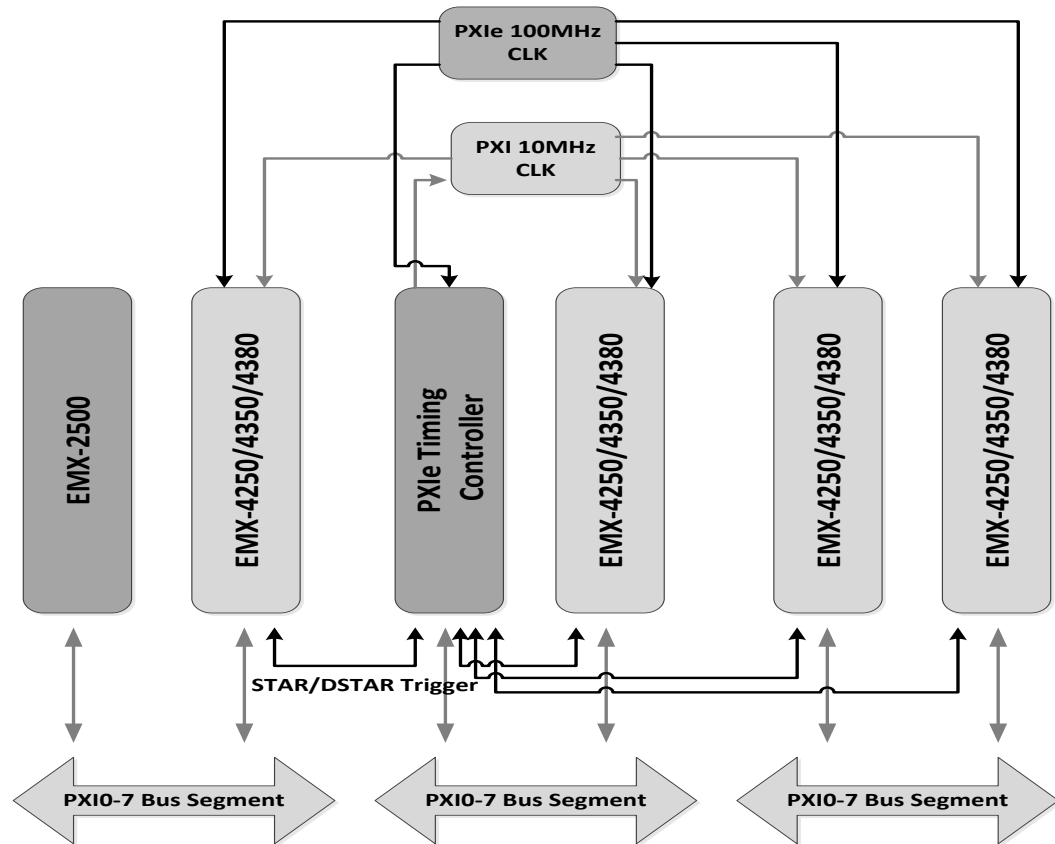 PXIe 100MHz
CLK
PXI 10MHz
CLK
EMX-2500
EMX-4250/4350/4380
PXIe Timing
Controller
EMX-4250/4350/4380
EMX-4250/4350/4380
EMX-4250/4350/4380
STAR/DSTAR Trigger
PXI0-7 Bus Segment
PXI0-7 Bus Segment
PXI0-7 Bus Segment